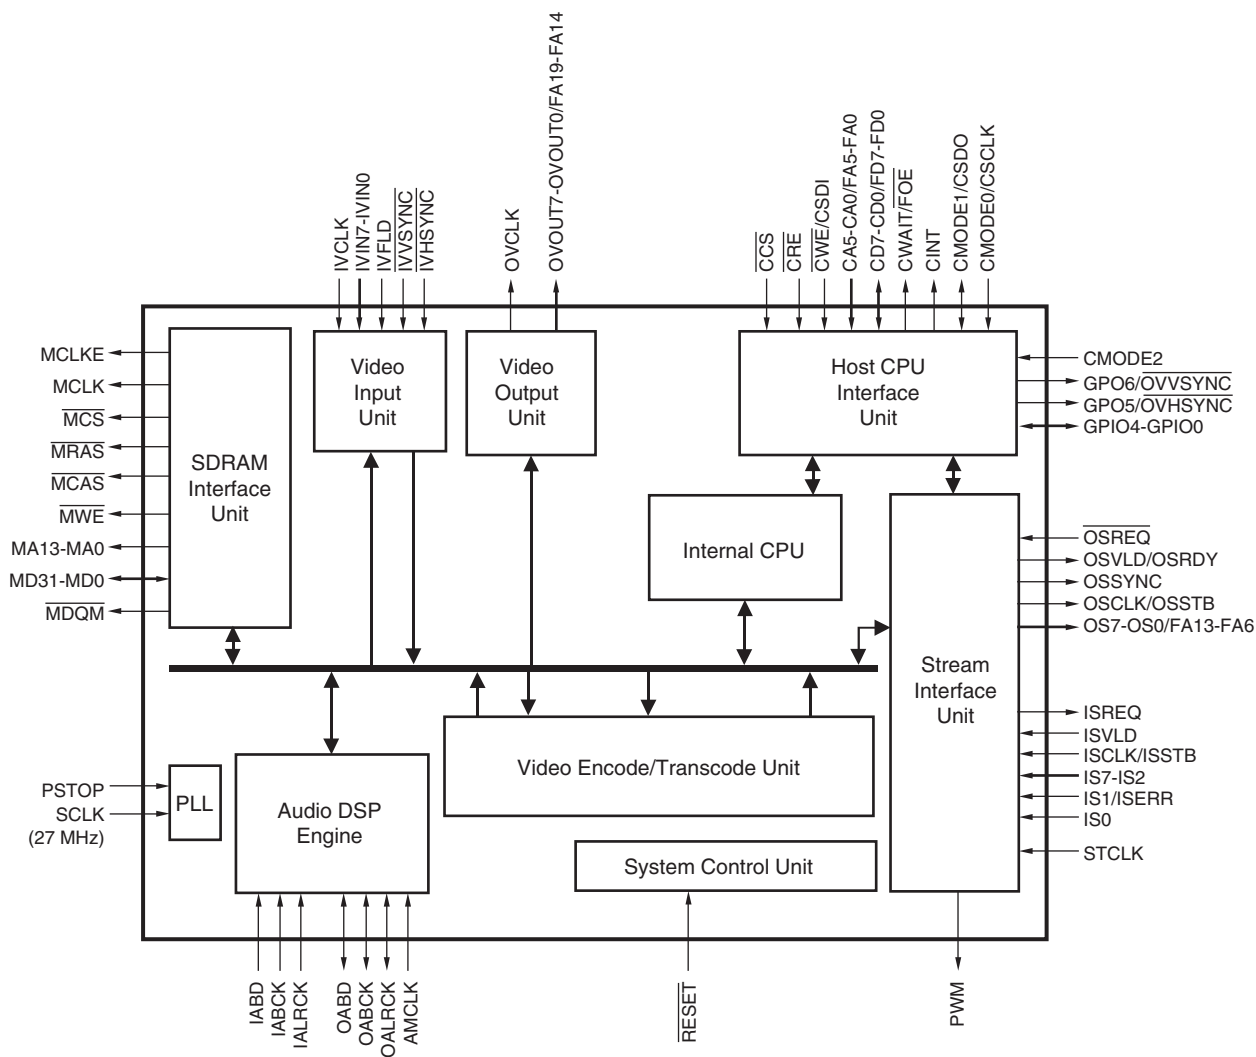 IVCLK
IVIN7-IVIN0
IVFLD
IVVSYNC
IVHSYNC
OVCLK
OVOUT7-OVOUT0/FA19-FA14
CCS
CRE
CWE/CSDI
CA5-CA0/FA5-FA0
CD7-CD0/FD7-FD0
CWAIT/FOE
CINT
CMODE1/CSDO
CMODE0/CSCLK
MCLKE
MCLK
MCS
MRAS
MCAS
MWE
MA13-MA0
MD31-MD0
MDQM
SDRAM
Interface
Unit
Video
Input
Unit
Video
Output
Unit
Host CPU
Interface
Unit
CMODE2
GPO6/OVVSYNC
GPO5/OVHSYNC
GPIO4-GPIO0
Internal CPU
Stream
Interface
Unit
OSREQ
OSVLD/OSRDY
OSSYNC
OSCLK/OSSTB
OS7-OS0/FA13-FA6
ISREQ
ISVLD
ISCLK/ISSTB
IS7-IS2
IS1/ISERR
IS0
STCLK
Video Encode/Transcode Unit
PSTOP
SCLK
(27 MHz)
PLL
Audio DSP
Engine
System Control Unit
IABD
IABCK
IALRCK
OABD
OABCK
OALRCK
AMCLK
RESET
PWM